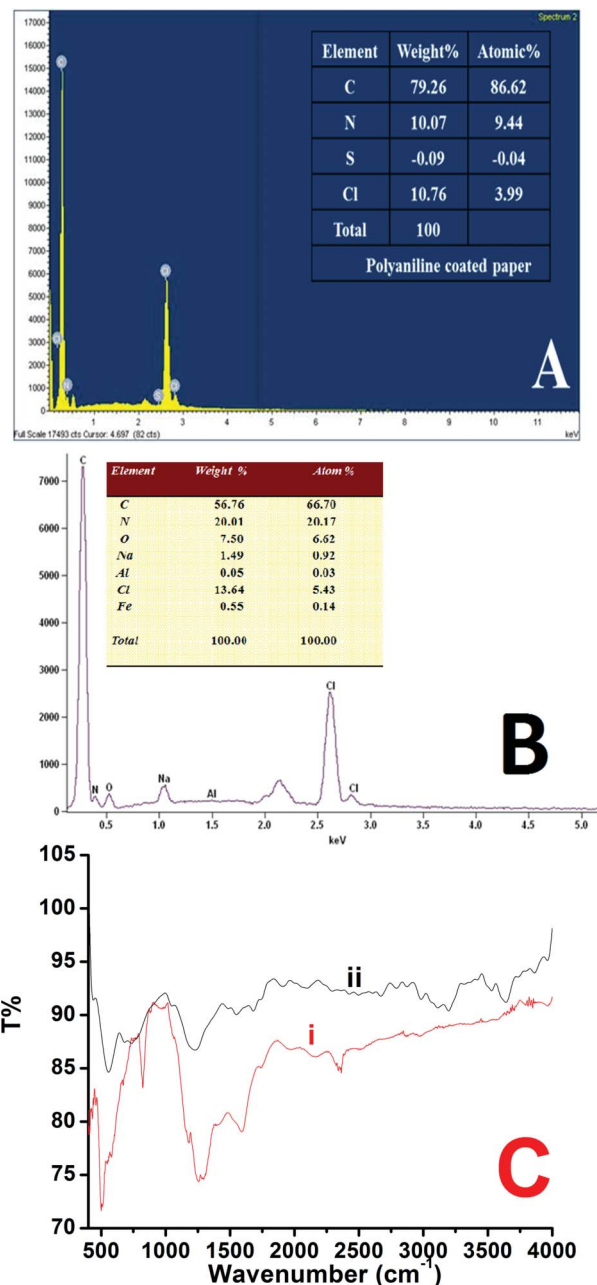 Spectrum 2
17000
16000
15000
14000
13000
12000
11000
10000
9000
8000
7000
6000
5000
4000
3000
2000
1000
0
Element Weight% Atomic%
C 79.26 86.62
N 10.07 9.44
S -0.09 -0.04
Cl 10.76 3.99
Total 100
Polyaniline coated paper
A
1 2 3 4 5 6 7 8 9 10 11
Full Scale 17493 cts Cursor: 4.697 (82 cts) keV
7000
6000
5000
4000
3000
2000
1000
0
C
Element Weight % Atom %
C 56.76 66.70
N 20.01 20.17
O 7.50 6.62
Na 1.49 0.92
Al 0.05 0.03
Cl 13.64 5.43
Fe 0.55 0.14
Total 100.00 100.00
Cl
B
N O Na Al Cl
0.5 1.0 1.5 2.0 2.5 3.0 3.5 4.0 4.5 5.0
keV
T%
105
100
95
90
85
80
75
70
ii
i
C
500 1000 1500 2000 2500 3000 3500 4000
Wavenumber (cm⁻¹)